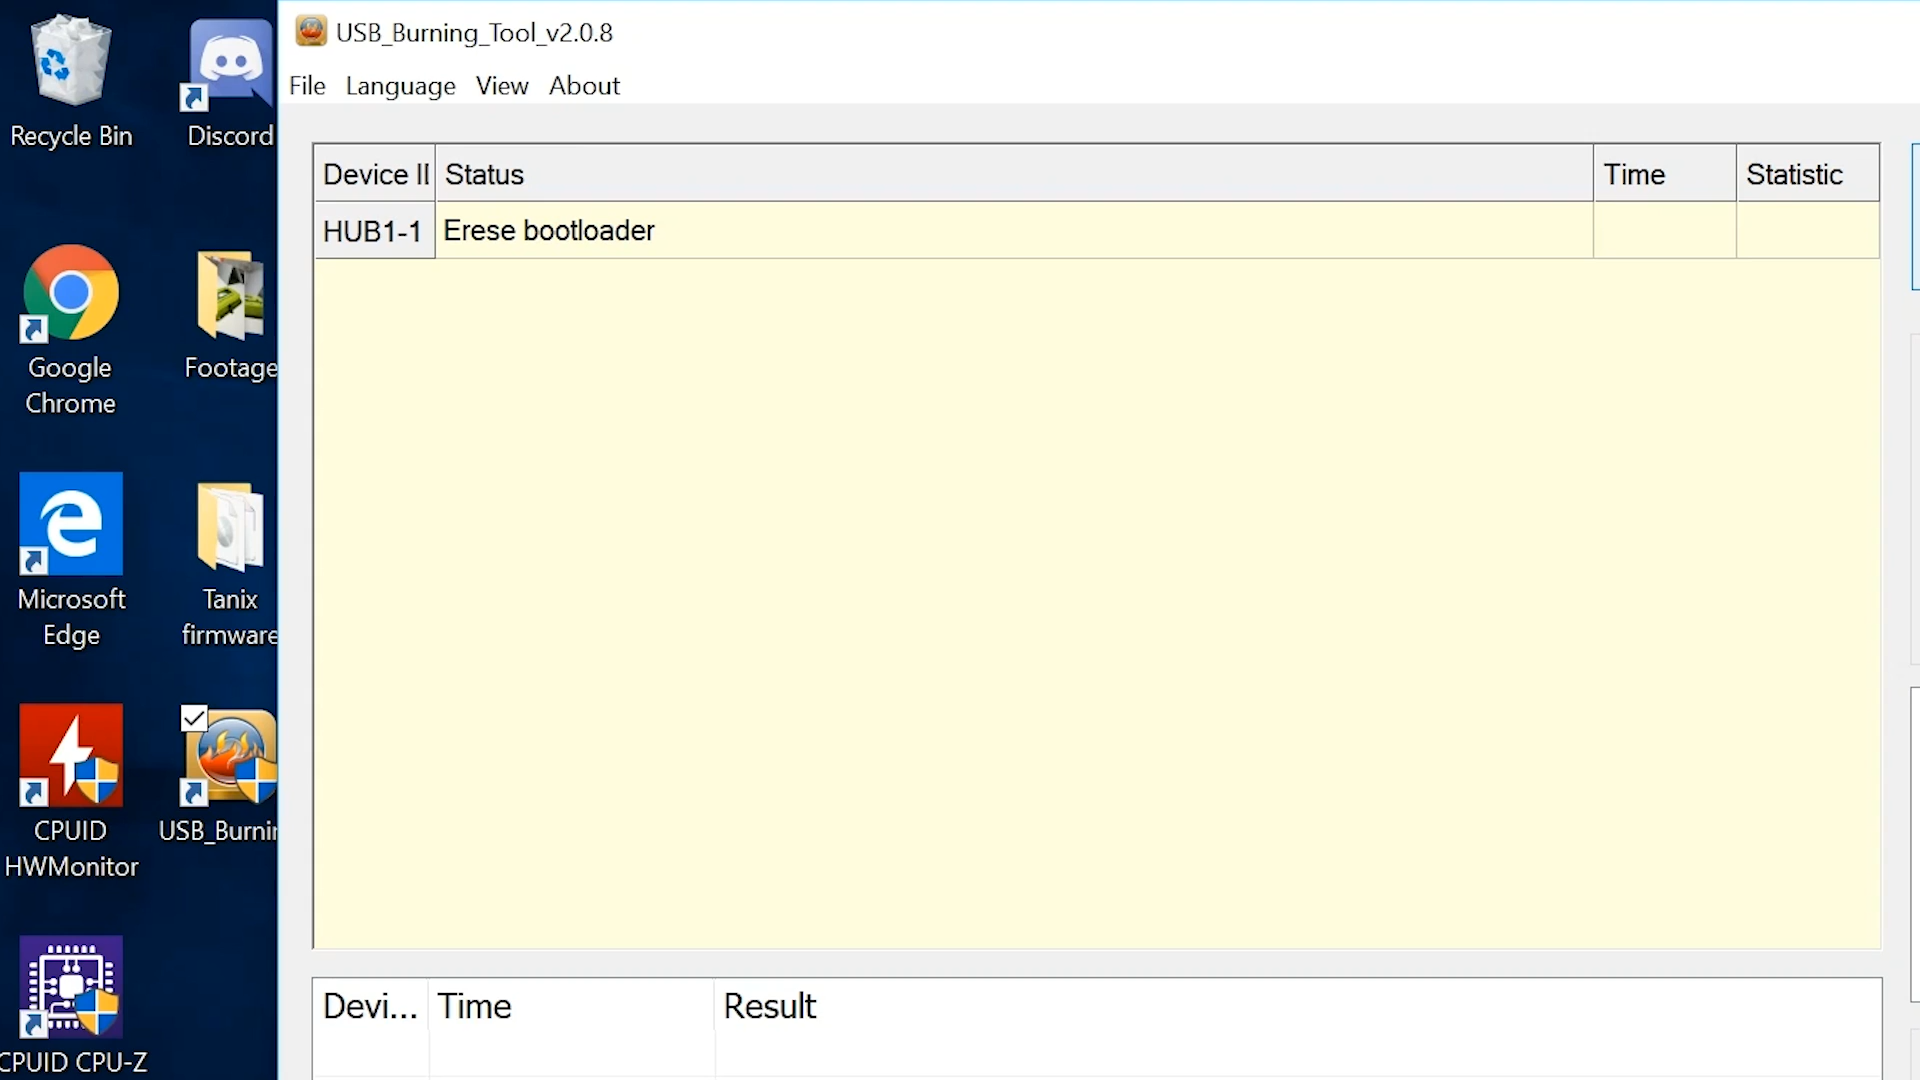 Recycle Bin
Discord
Google
Chrome
Footage
Microsoft
Edge
Tanix
firmware
CPUID
HWMonitor
USB_Burnin
CPUID CPU-Z
USB_Burning_Tool_v2.0.8
File Language View About
Device II Status Time Statistic
HUB1-1 Erese bootloader
Devi... Time Result